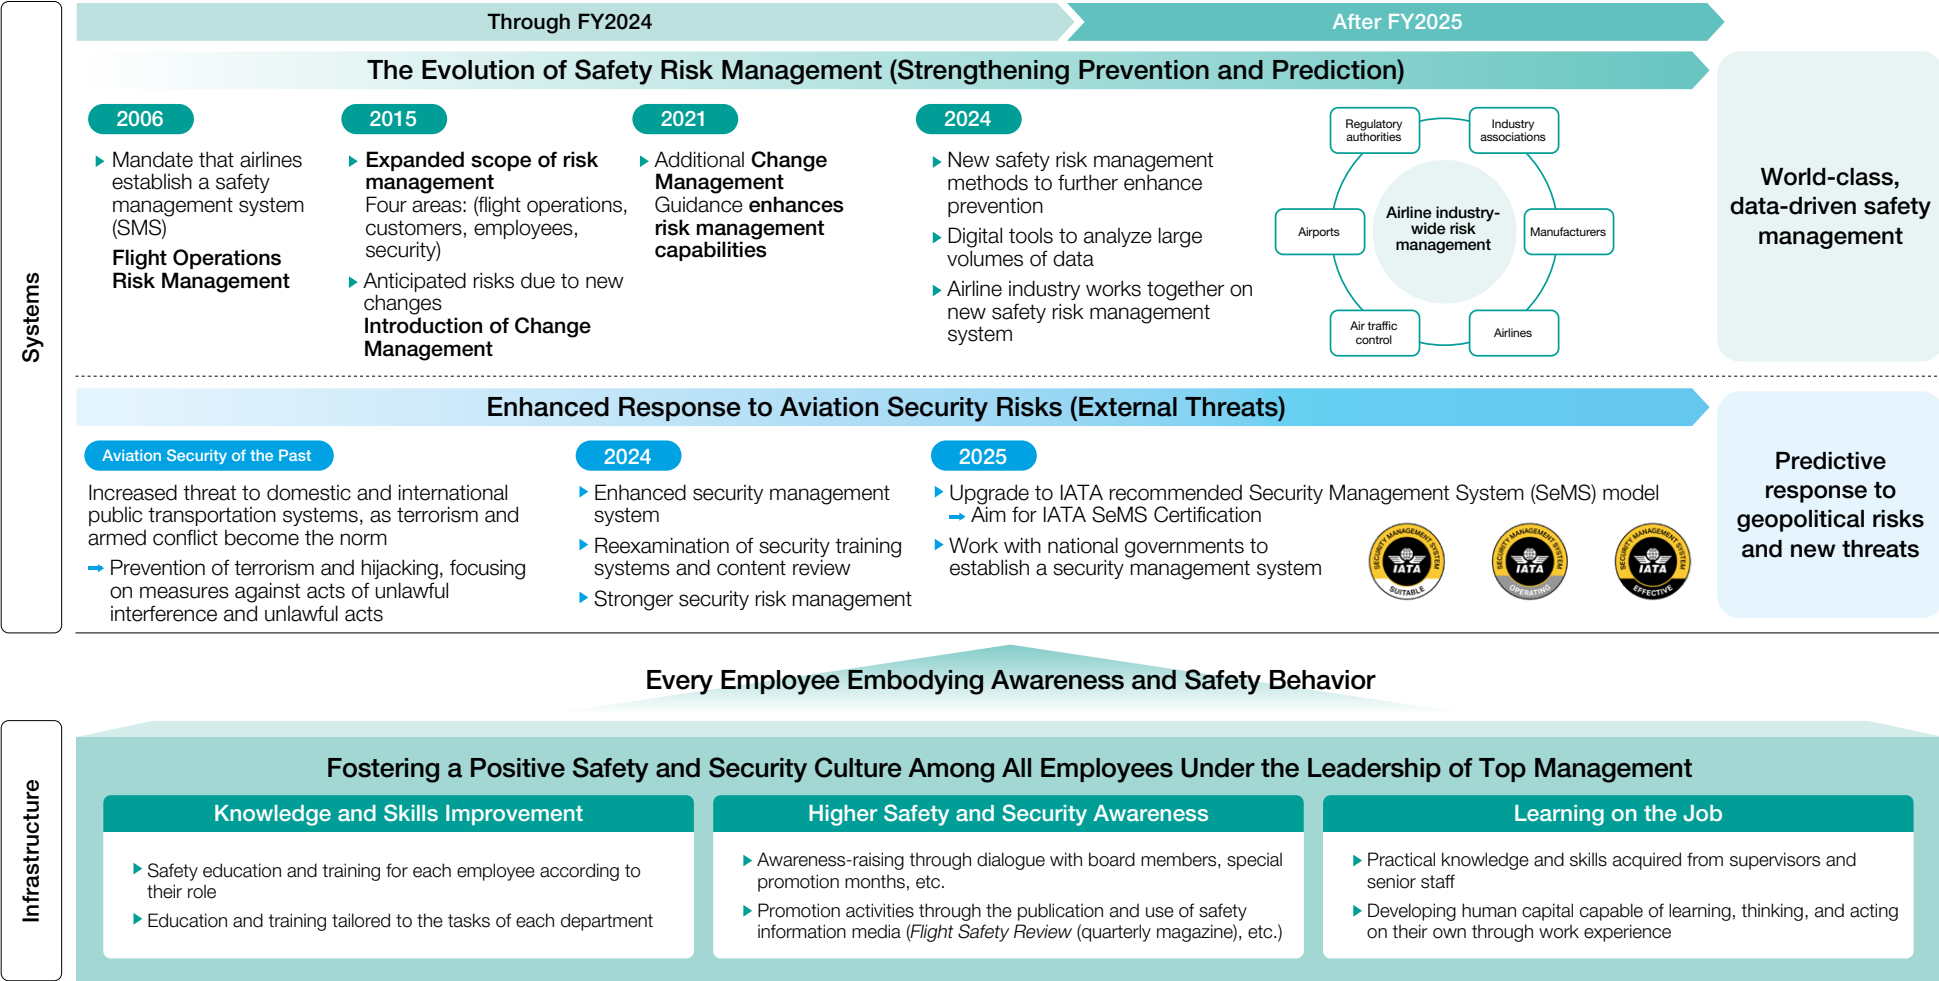 Through FY2024
After FY2025
Systems
The Evolution of Safety Risk Management (Strengthening Prevention and Prediction)
2006
Mandate that airlines
establish a safety
management system
(SMS)
Flight Operations
Risk Management
2015
Expanded scope of risk
management
Four areas: (flight operations,
customers, employees,
security)
Anticipated risks due to new
changes
Introduction of Change
Management
2021
Additional Change
Management
Guidance enhances
risk management
capabilities
2024
New safety risk management
methods to further enhance
prevention
Digital tools to analyze large
volumes of data
Airline industry works together on
new safety risk management
system
Regulatory
authorities
Industry
associations
Airports
Airline industry-
wide risk
management
Manufacturers
Air traffic
control
Airlines
World-class,
data-driven safety
management
Enhanced Response to Aviation Security Risks (External Threats)
Aviation Security of the Past
Increased threat to domestic and international
public transportation systems, as terrorism and
armed conflict become the norm
Prevention of terrorism and hijacking, focusing
on measures against acts of unlawful
interference and unlawful acts
2024
Enhanced security management
system
Reexamination of security training
systems and content review
Stronger security risk management
2025
Upgrade to IATA recommended Security Management System (SeMS) model
Aim for IATA SeMS Certification
Work with national governments to
establish a security management system
SECURITY MANAGEMENT SYSTEM
IATA
SUITABLE
SECURITY MANAGEMENT SYSTEM
IATA
OPERATING
SECURITY MANAGEMENT SYSTEM
IATA
EFFECTIVE
Predictive
response to
geopolitical risks
and new threats
Every Employee Embodying Awareness and Safety Behavior
Infrastructure
Fostering a Positive Safety and Security Culture Among All Employees Under the Leadership of Top Management
Knowledge and Skills Improvement
Safety education and training for each employee according to
their role
Education and training tailored to the tasks of each department
Higher Safety and Security Awareness
Awareness-raising through dialogue with board members, special
promotion months, etc.
Promotion activities through the publication and use of safety
information media (Flight Safety Review (quarterly magazine), etc.)
Learning on the Job
Practical knowledge and skills acquired from supervisors and
senior staff
Developing human capital capable of learning, thinking, and acting
on their own through work experience